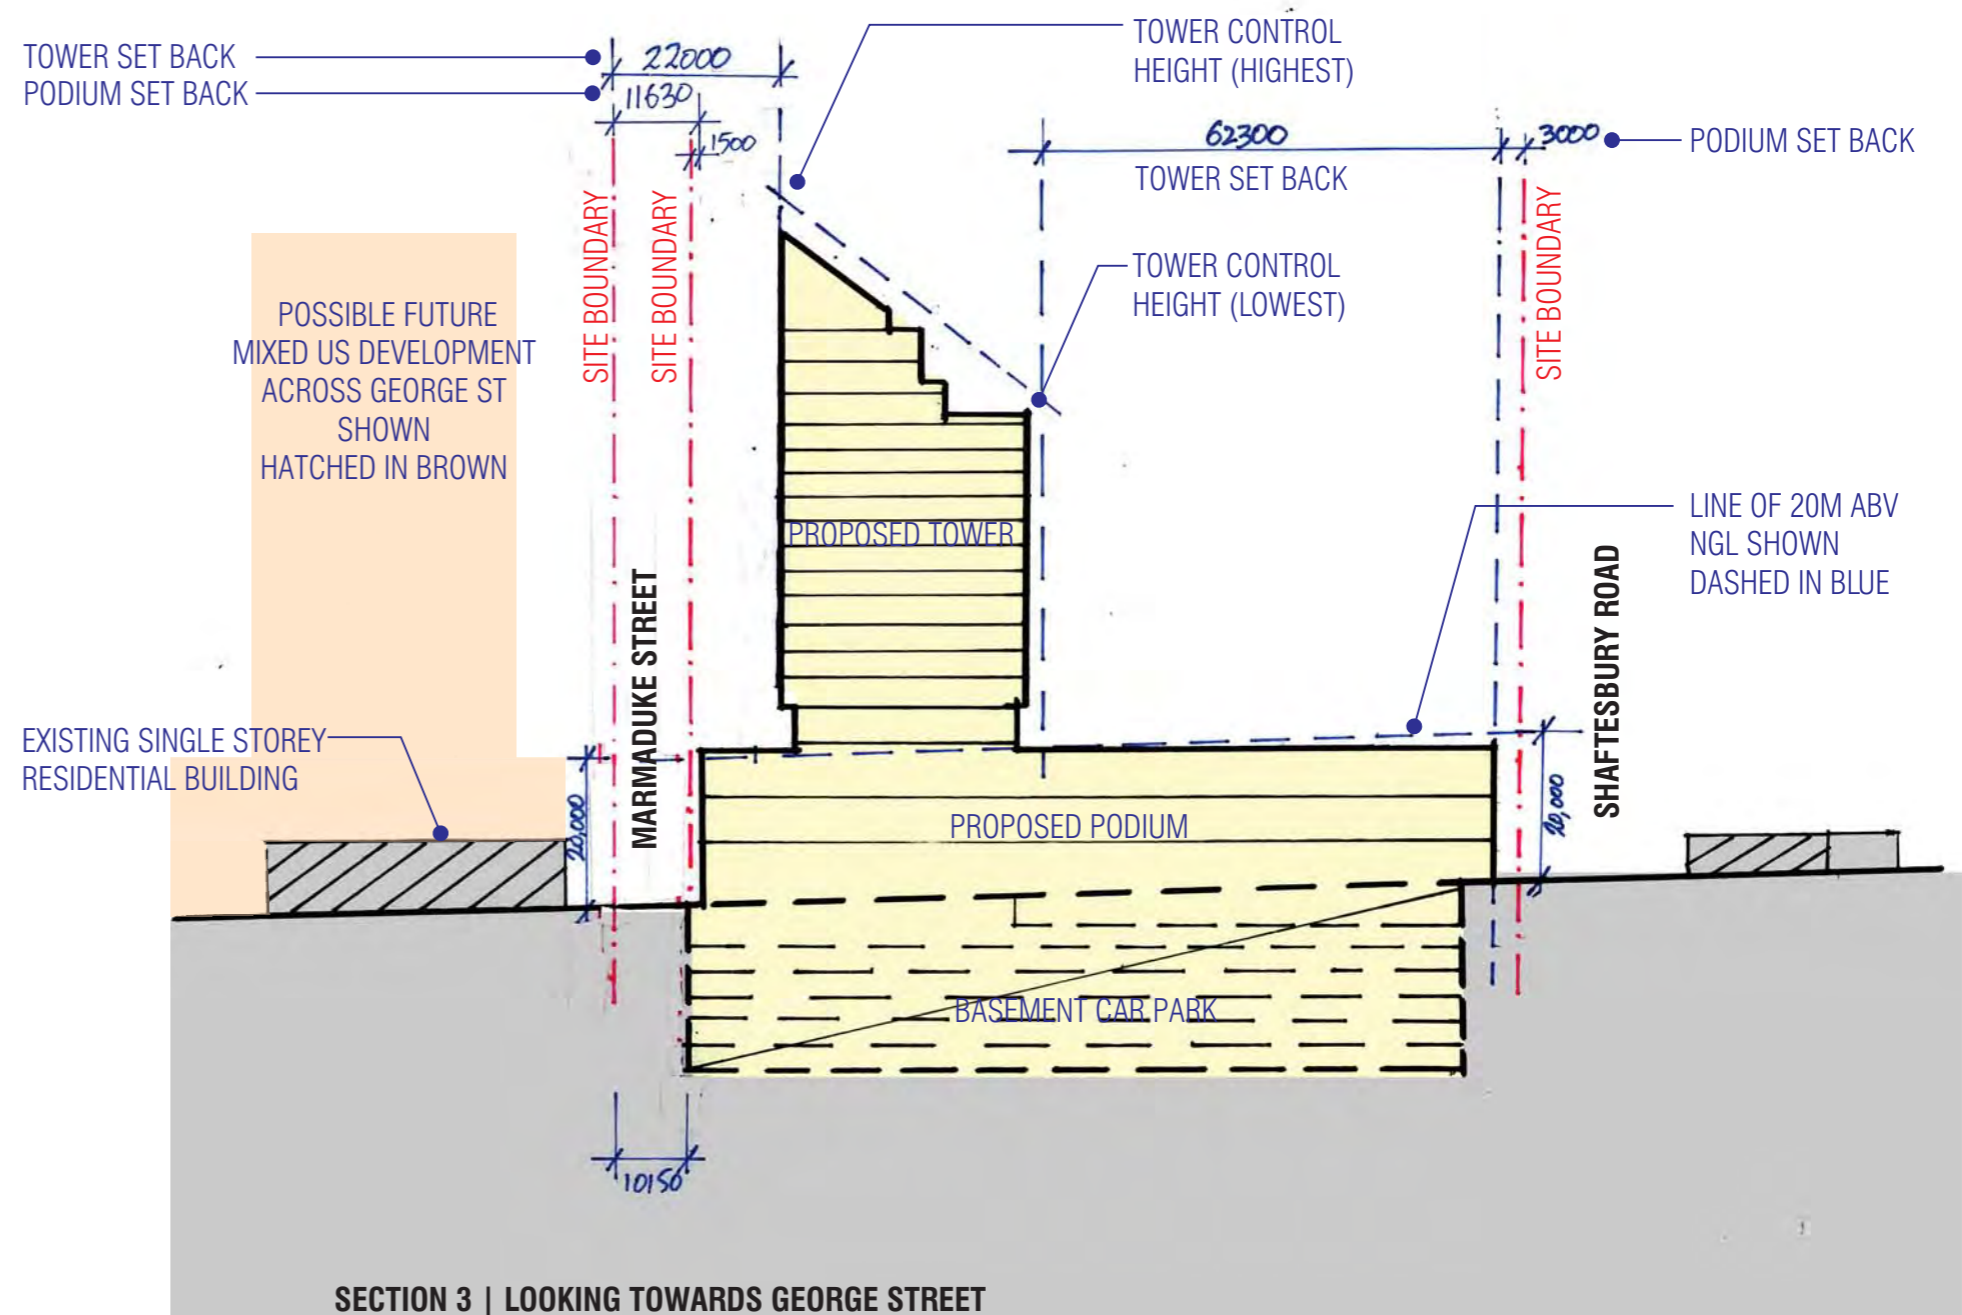 TOWER SET BACK
PODIUM SET BACK
22000
11630
1500
TOWER CONTROL
HEIGHT (HIGHEST)
62300
TOWER SET BACK
3000
PODIUM SET BACK
SITE BOUNDARY
SITE BOUNDARY
SITE BOUNDARY
TOWER CONTROL
HEIGHT (LOWEST)
POSSIBLE FUTURE
MIXED US DEVELOPMENT
ACROSS GEORGE ST
SHOWN
HATCHED IN BROWN
PROPOSED TOWER
LINE OF 20M ABV
NGL SHOWN
DASHED IN BLUE
MARMADUKE STREET
SHAFTESBURY ROAD
EXISTING SINGLE STOREY
RESIDENTIAL BUILDING
20,000
PROPOSED PODIUM
20,000
BASEMENT CAR PARK
10150
SECTION 3 | LOOKING TOWARDS GEORGE STREET